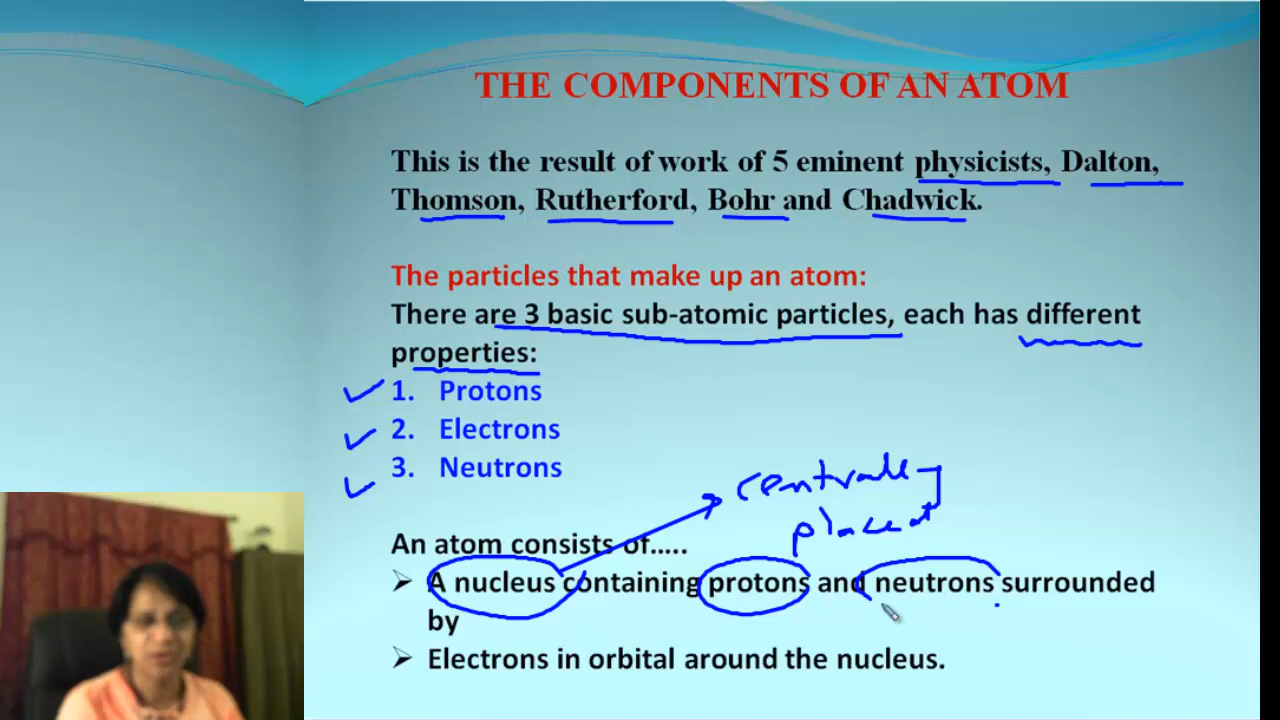 THE COMPONENTS OF AN ATOM
This is the result of work of 5 eminent physicists, Dalton,
Thomson, Rutherford, Bohr and Chadwick.
The particles that make up an atom:
There are 3 basic sub-atomic particles, each has different
properties:
1. Protons
2. Electrons
3. Neutrons
centrally
placed
An atom consists of…..
➢ A nucleus containing protons and neutrons surrounded
by
➢ Electrons in orbital around the nucleus.